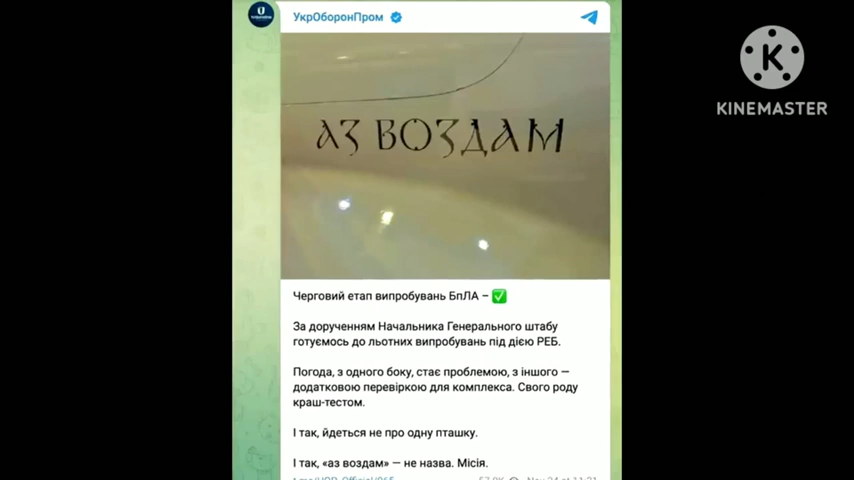 УкрОборонПром
АЗ ВОЗДАМ
KINEMASTER
Черговий етап випробувань БпЛА –
За дорученням Начальника Генерального штабу
готуємось до льотних випробувань під дією РЕБ.
Погода, з одного боку, стає проблемою, з іншого —
додатковою перевіркою для комплекса. Свого роду
краш-тестом.
І так, йдеться не про одну пташку.
І так, «аз воздам» — не назва. Місія.